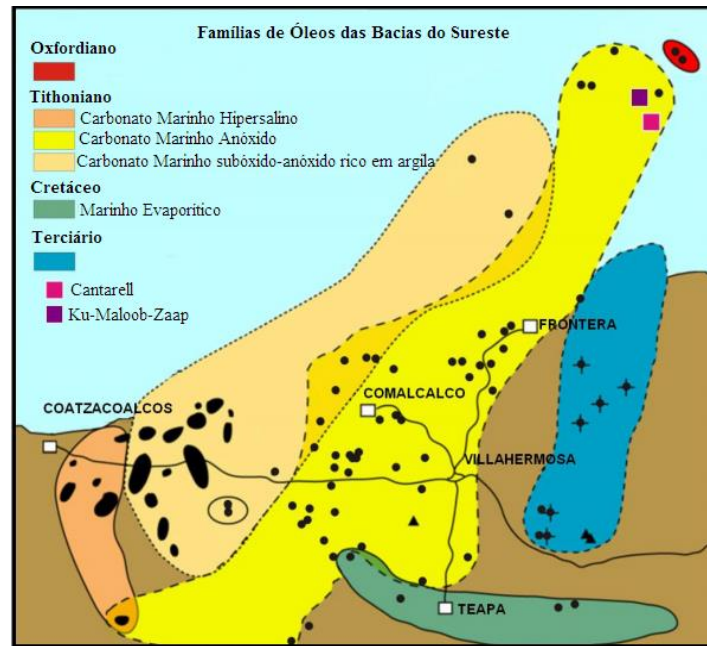 Famílias de Óleos das Bacias do Sureste
Oxfordiano
Tithoniano
Carbonato Marinho Hipersalino
Carbonato Marinho Anóxido
Carbonato Marinho subóxido-anóxido rico em argila
Cretáceo
Marinho Evaporitico
Terciário
Cantarell
Ku-Maloob-Zaap
FRONTERA
COMALCALCO
COATZACOALCOS
VILLAHERMOSA
TEAPA